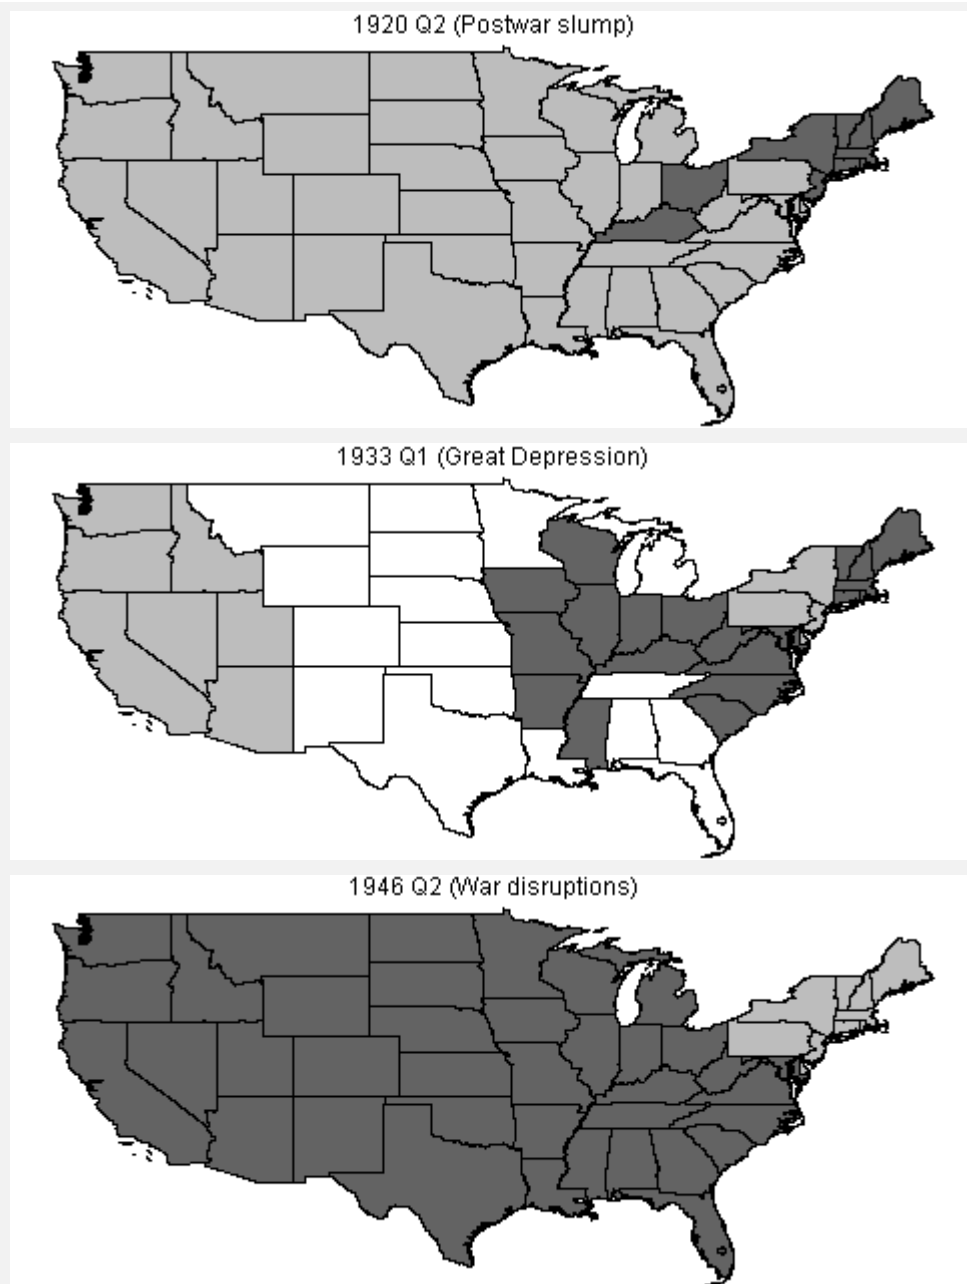 1920 Q2 (Postwar slump)
1933 Q1 (Great Depression)
1946 Q2 (War disruptions)